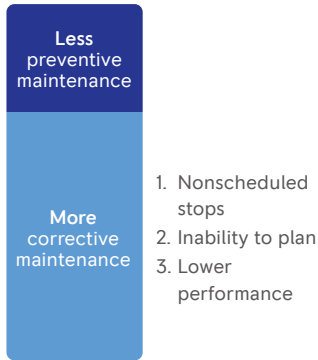 Less
preventive
maintenance
More
corrective
maintenance
1. Nonscheduled
stops
2. Inability to plan
3. Lower
performance